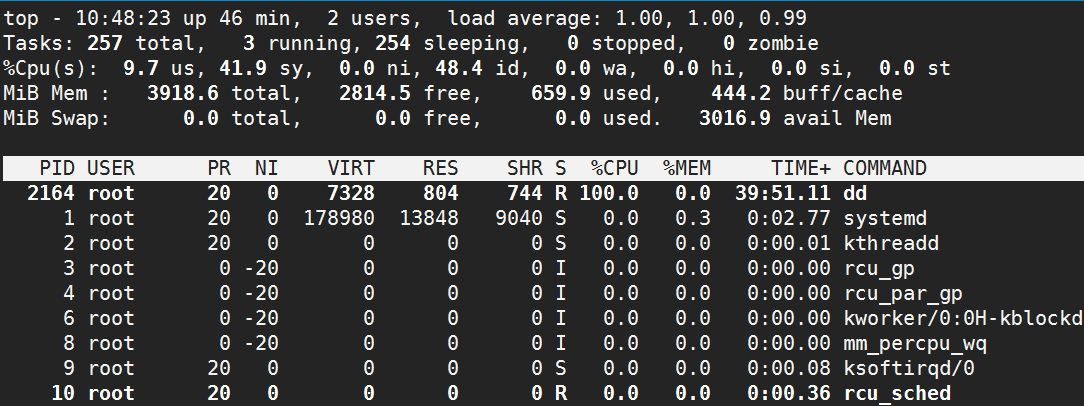 top - 10:48:23 up 46 min,  2 users,  load average: 1.00, 1.00, 0.99
Tasks: 257 total,   3 running, 254 sleeping,   0 stopped,   0 zombie
%Cpu(s):  9.7 us, 41.9 sy,  0.0 ni, 48.4 id,  0.0 wa,  0.0 hi,  0.0 si,  0.0 st
MiB Mem :   3918.6 total,   2814.5 free,    659.9 used,    444.2 buff/cache
MiB Swap:      0.0 total,      0.0 free,      0.0 used.   3016.9 avail Mem
PID USER      PR  NI    VIRT    RES    SHR S  %CPU  %MEM     TIME+ COMMAND
2164 root      20   0    7328    804    744 R 100.0   0.0  39:51.11 dd
1 root      20   0  178980  13848   9040 S   0.0   0.3   0:02.77 systemd
2 root      20   0       0      0      0 S   0.0   0.0   0:00.01 kthreadd
3 root       0 -20       0      0      0 I   0.0   0.0   0:00.00 rcu_gp
4 root       0 -20       0      0      0 I   0.0   0.0   0:00.00 rcu_par_gp
6 root       0 -20       0      0      0 I   0.0   0.0   0:00.00 kworker/0:0H-kblockd
8 root       0 -20       0      0      0 I   0.0   0.0   0:00.00 mm_percpu_wq
9 root      20   0       0      0      0 S   0.0   0.0   0:00.08 ksoftirqd/0
10 root      20   0       0      0      0 R   0.0   0.0   0:00.36 rcu_sched